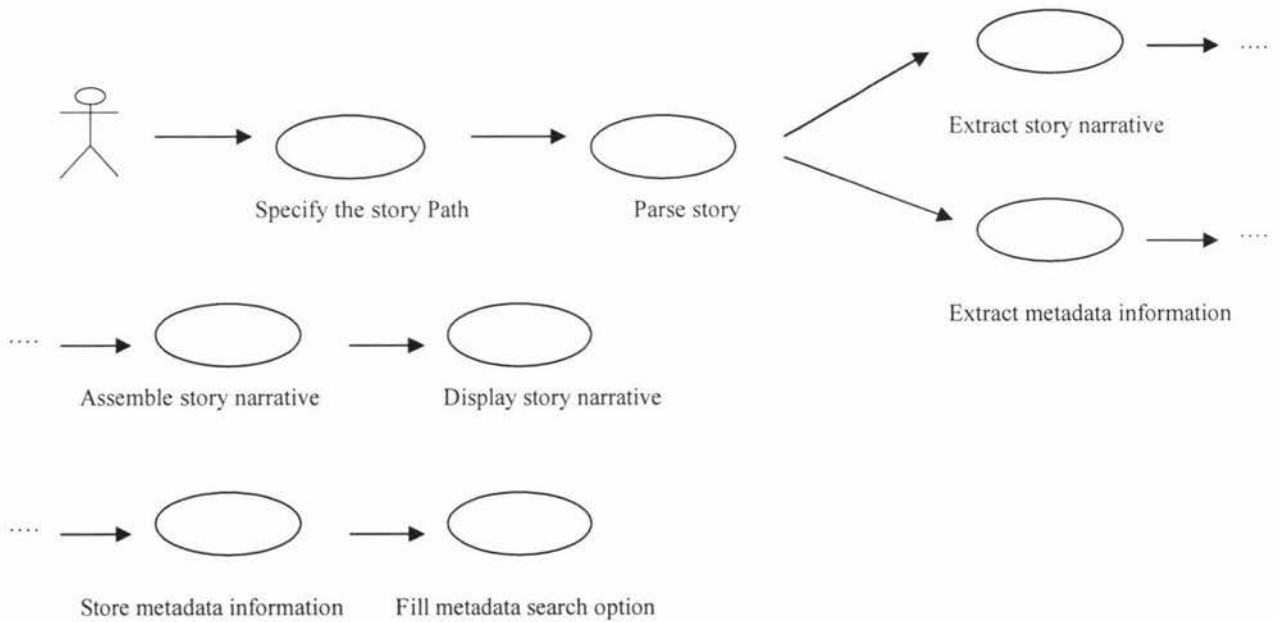 ....
Extract story narrative
Specify the story Path
Parse story
....
Extract metadata information
....
Assemble story narrative
Display story narrative
....
Store metadata information
Fill metadata search option